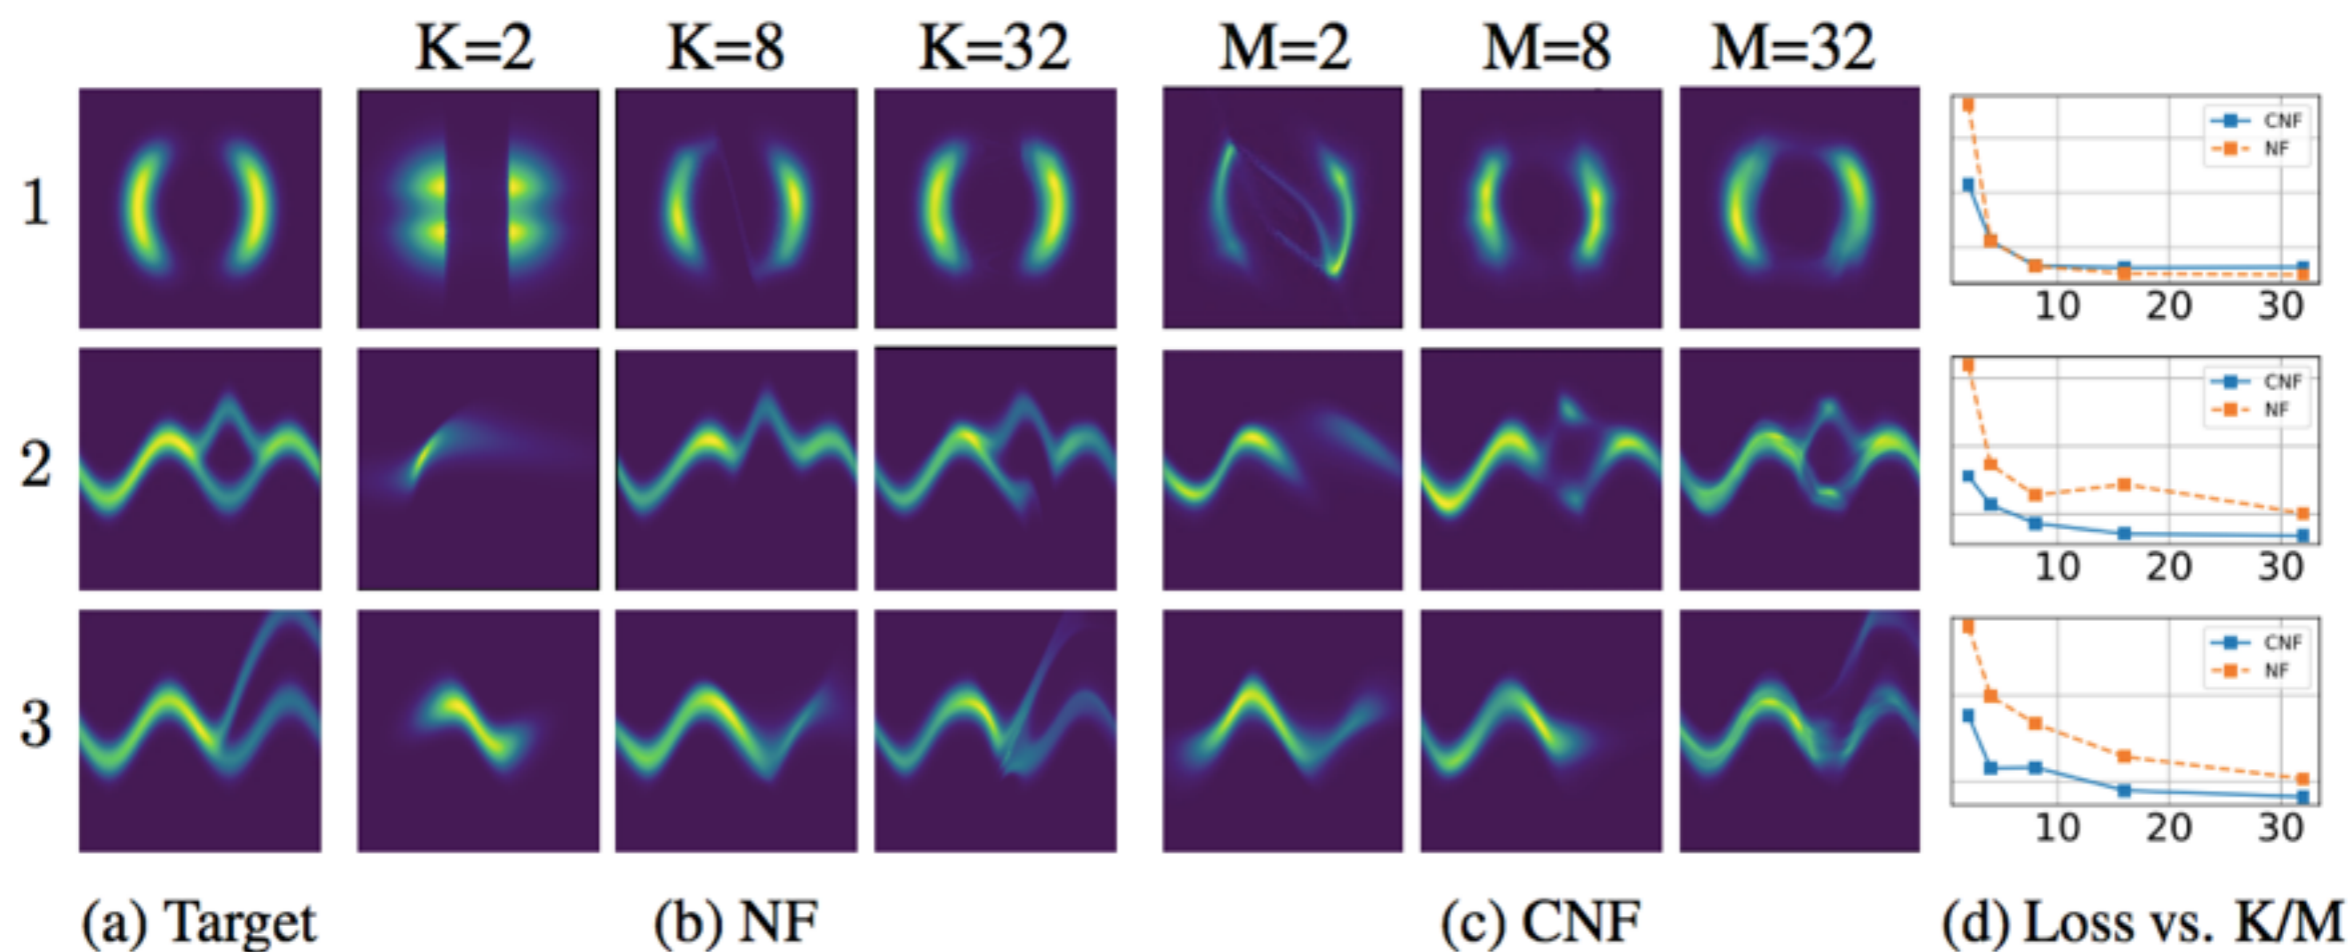 K=2 K=8 K=32 M=2 M=8 M=32
1
CNF
NF
10 20 30
2
CNF
NF
10 20 30
3
CNF
NF
10 20 30
(a) Target (b) NF (c) CNF (d) Loss vs. K/M